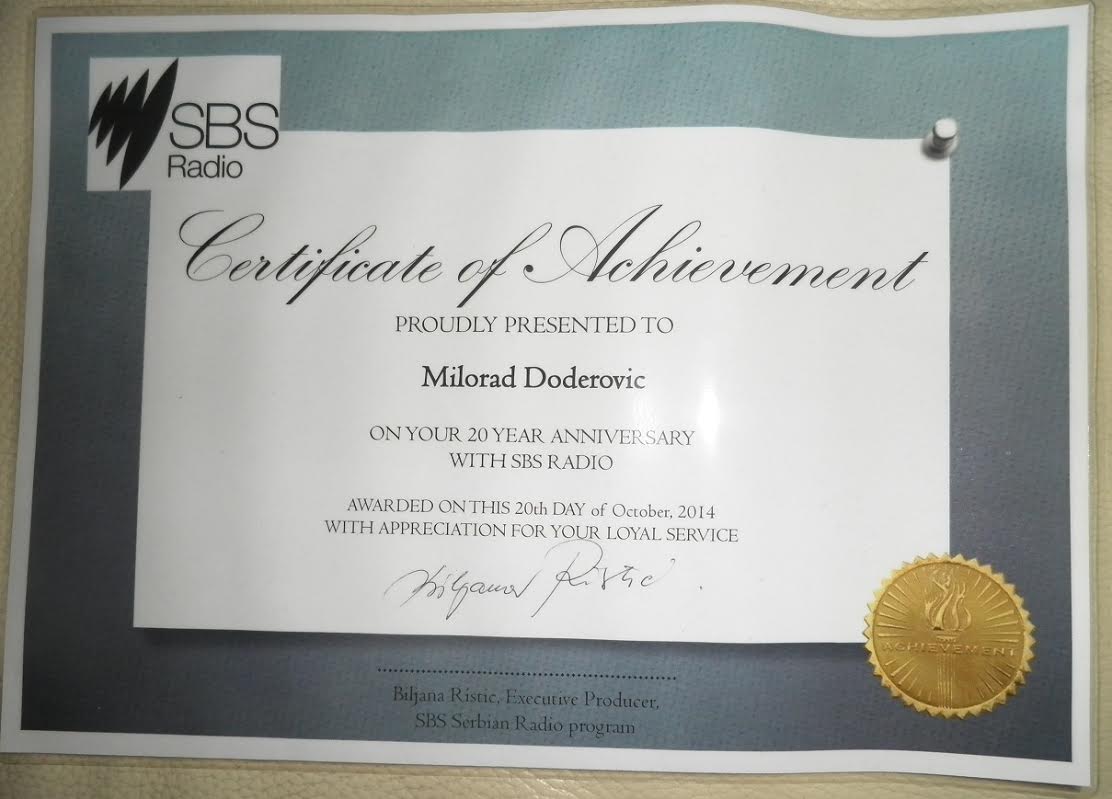 SBS
Radio
Certificate of Achievement
PROUDLY PRESENTED TO
Milorad Doderovic
ON YOUR 20 YEAR ANNIVERSARY
WITH SBS RADIO
AWARDED ON THIS 20th DAY of October, 2014
WITH APPRECIATION FOR YOUR LOYAL SERVICE
Biljana Ristic
ACHIEVEMENT
Biljana Ristic, Executive Producer,
SBS Serbian Radio program